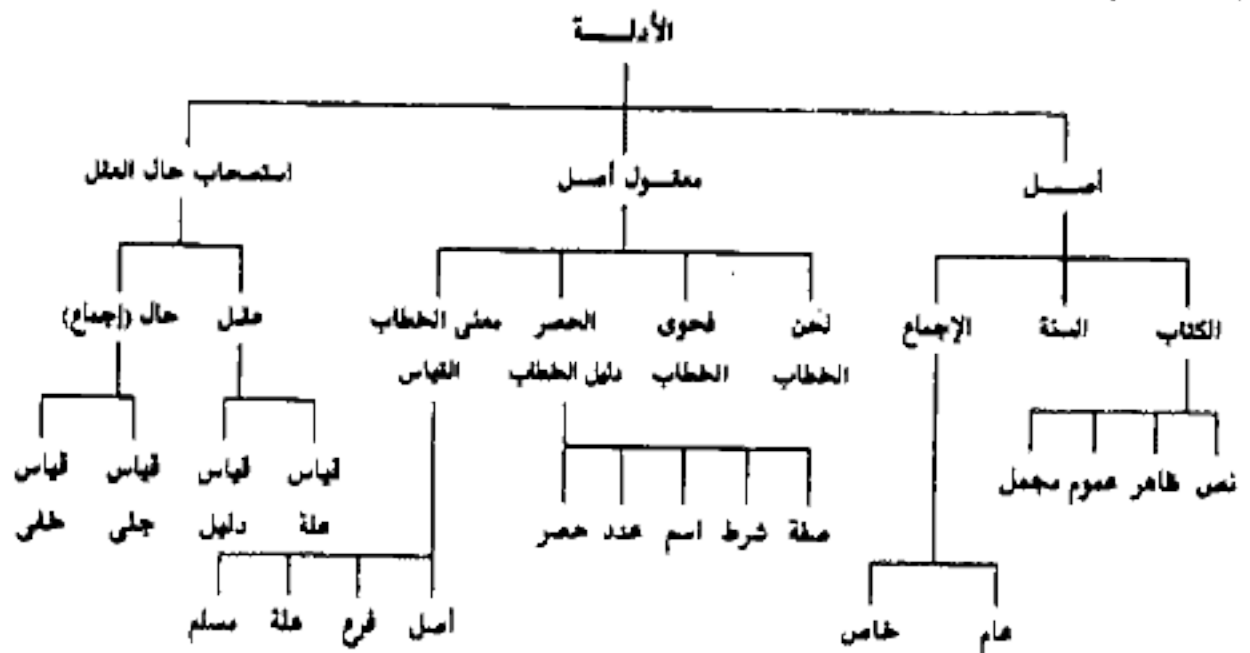 الأدلـــة
أصـــل
معقـــول أصـــل
استصحاب حال العقل
الكتاب
السنة
الإجماع
لحن
الخطاب
فحوى
الخطاب
الحصر
دليل الخطاب
معنى الخطاب
القياس
عقل
حال (إجماع)
نص
ظاهر
عموم
مجمل
عام
خاص
صفة
شرط
اسم
عدد
حصر
أصل
فرع
علة
مسلم
قياس
علة
قياس
دليل
قياس
جلى
قياس
خفى